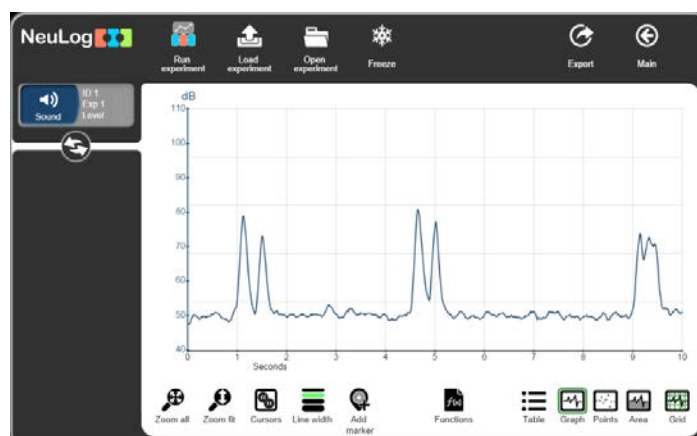 NeuLog
Run
experiment
Load
experiment
Open
experiment
Freeze
Export
Main
Sound
ID 1
Exp 1
Level
dB
110
100
90
80
70
60
50
40
0 1 2 3 4 5 6 7 8 9 10
Seconds
Zoom all
Zoom fit
Cursors
Line width
Add
marker
f(x)
Functions
Table
Graph
Points
Area
Grid